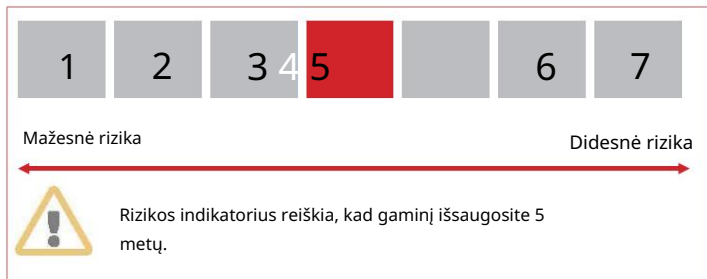 1 2 3 4 5 6 7
Mažesnė rizika
Didesnė rizika
Rizikos indikatorius reiškia, kad gaminį išsaugosite 5
metų.